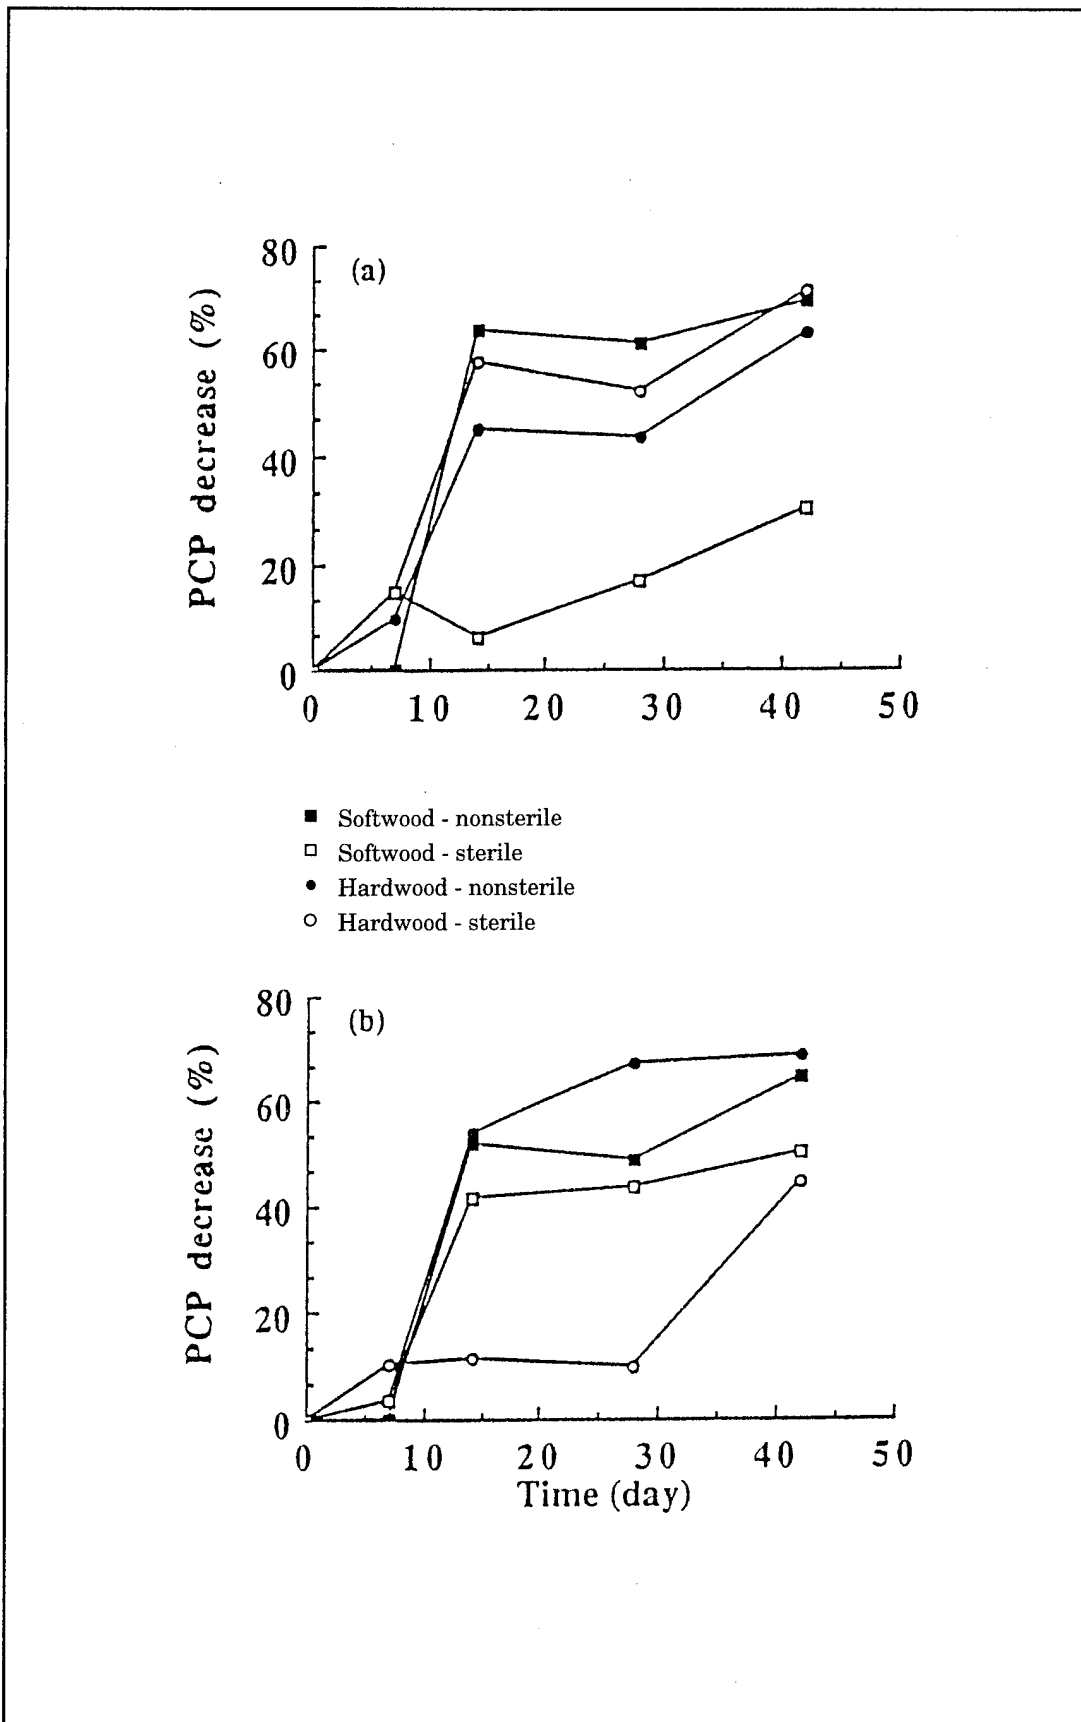 (a)
PCP decrease (%)
80
60
40
20
0
0 10 20 30 40 50
Softwood - nonsterile
Softwood - sterile
Hardwood - nonsterile
Hardwood - sterile
(b)
PCP decrease (%)
80
60
40
20
0
0 10 20 30 40 50
Time (day)